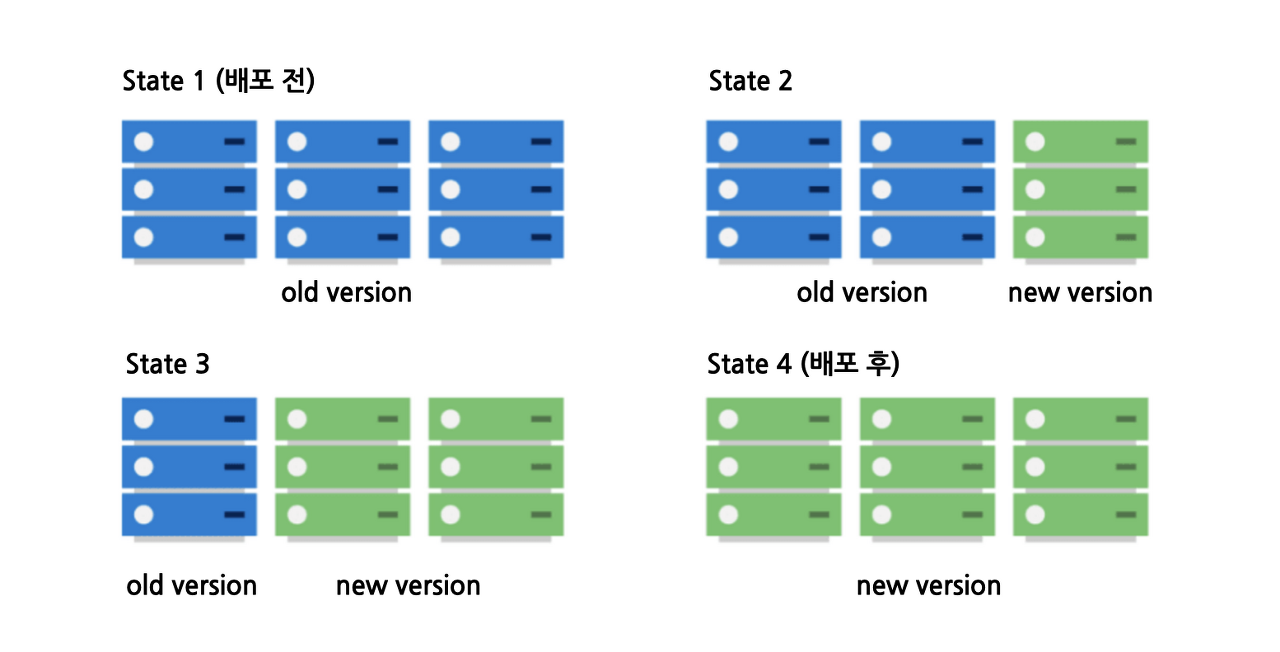 State 1 (배포 전)
State 2
old version
old version
new version
State 3
State 4 (배포 후)
old version
new version
new version